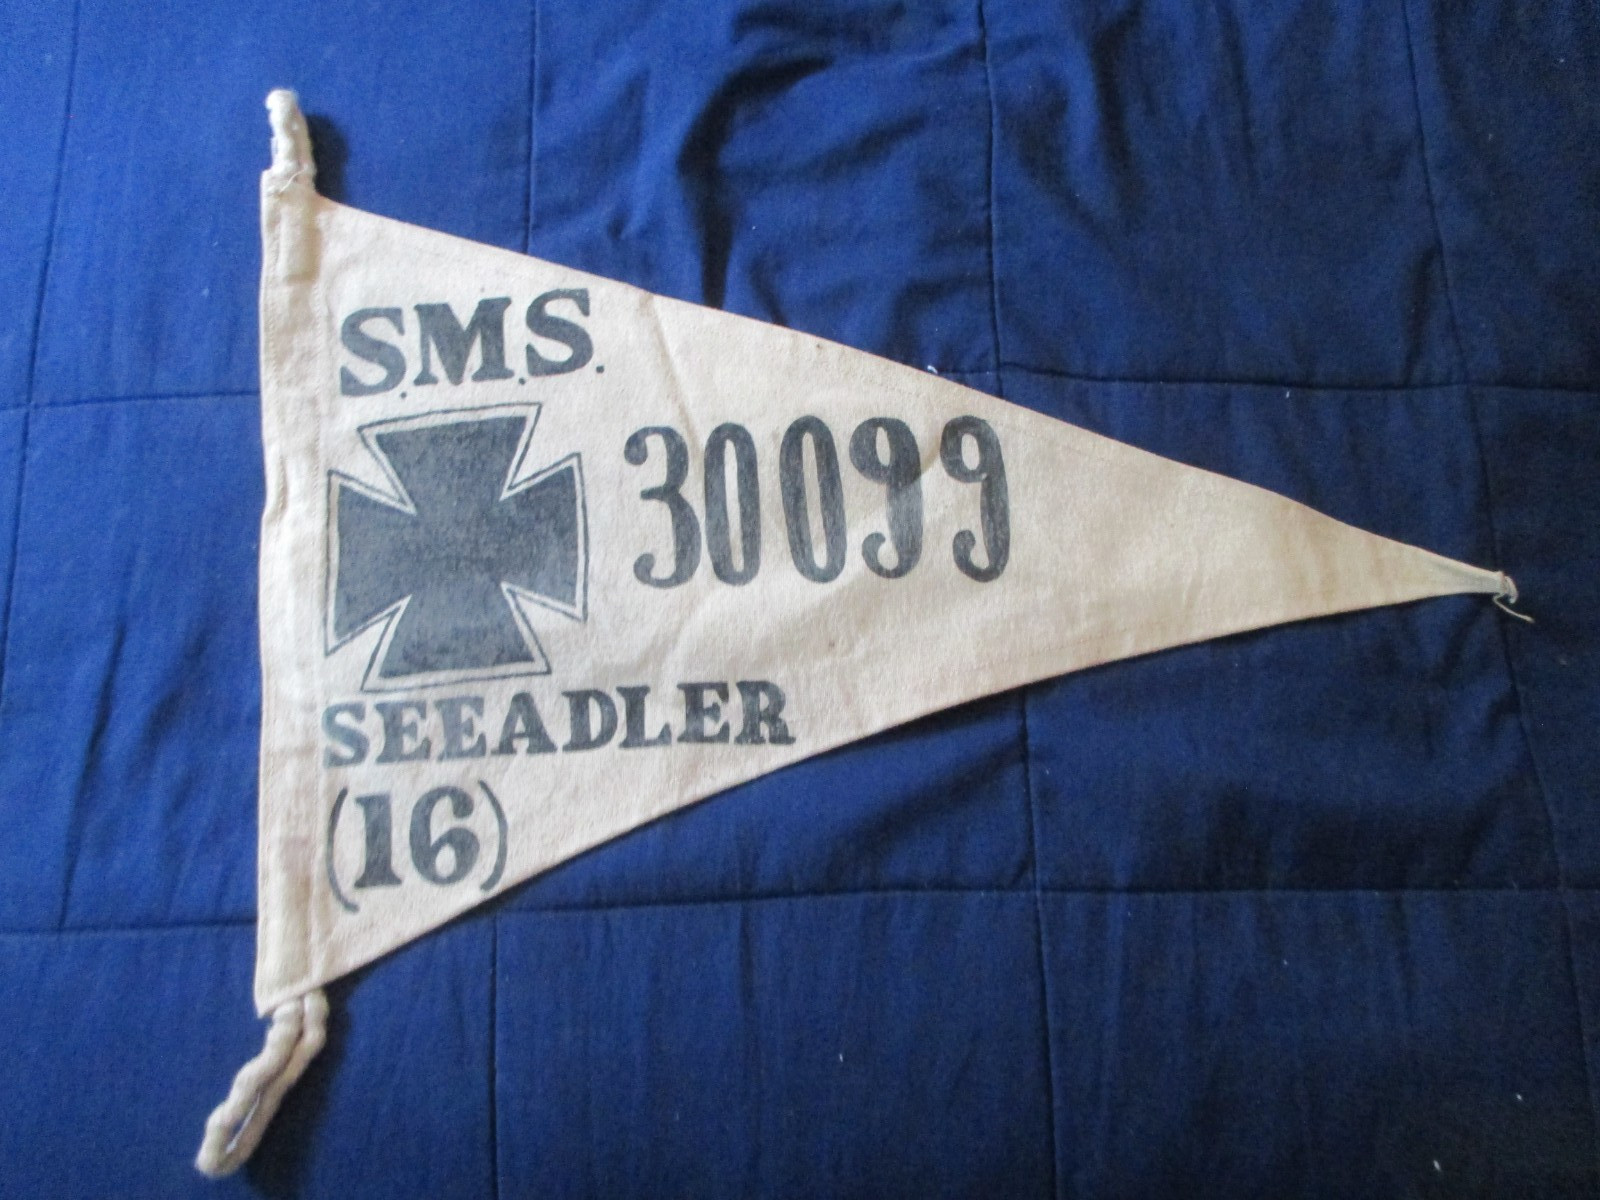 S.M.S.
30099
SEEADLER
(16)